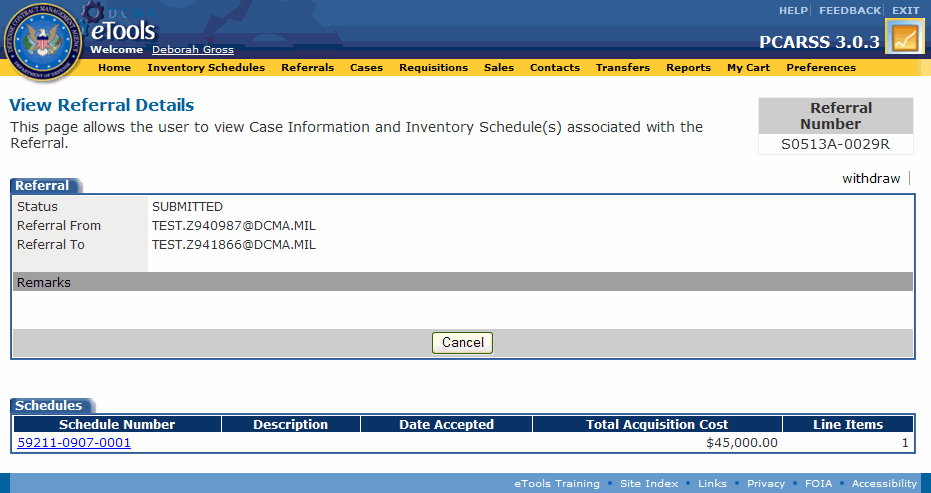 HELP FEEDBACK EXIT
DCMA
eTools
Welcome Deborah Gross
PCARSS 3.0.3
Home Inventory Schedules Referrals Cases Requisitions Sales Contacts Transfers Reports My Cart Preferences
View Referral Details
This page allows the user to view Case Information and Inventory Schedule(s) associated with the
Referral.
Referral
Number
S0513A-0029R
withdraw
Referral
Status SUBMITTED
Referral From TEST.Z940987@DCMA.MIL
Referral To TEST.Z941866@DCMA.MIL
Remarks
Cancel
Schedules
Schedule Number Description Date Accepted Total Acquisition Cost Line Items
59211-0907-0001 $45,000.00 1
eTools Training • Site Index • Links • Privacy • FOIA • Accessibility